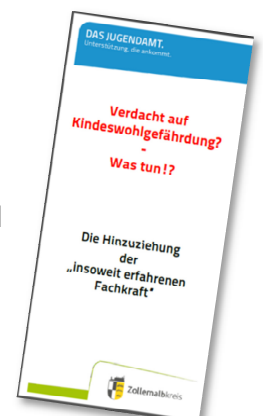 DAS JUGENDAMT.
Unterstützung, die ankommt.
Verdacht auf
Kindeswohlgefährdung?
-
Was tun!?
Die Hinzuziehung
der
„insoweit erfahrenen
Fachkraft“
Zollernalbkreis